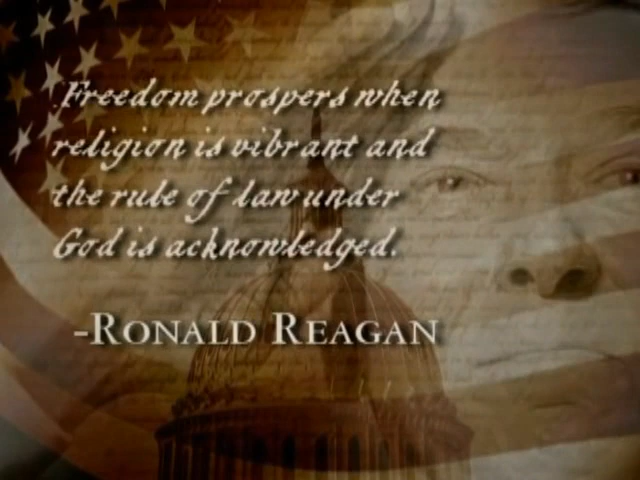 Freedom prospers when
religion is vibrant and
the rule of law under
God is acknowledged.
-RONALD REAGAN